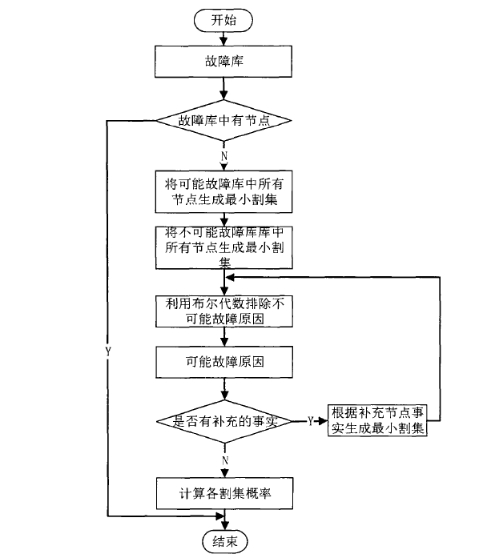 开始
故障库
故障库中有节点
N
将可能故障库中所有
节点生成最小割集
将不可能故障库库中
所有节点生成最小割
集
利用布尔代数排除不
可能故障原因
Y
可能故障原因
是否有补充的事实
Y
根据补充节点事
实生成最小割集
N
计算各割集概率
结束